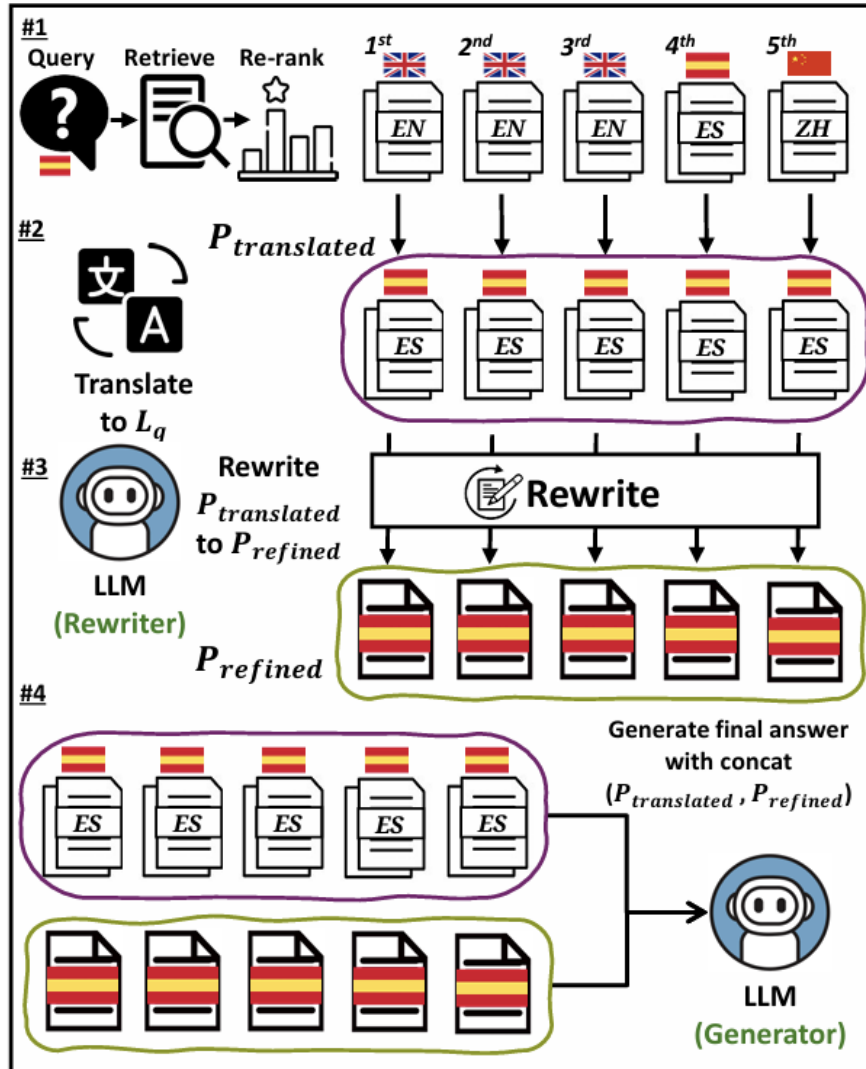 #1
Query
Retrieve
Re-rank
1st
2nd
3rd
4th
5th
?
EN
EN
EN
ES
ZH
#2
P_translated
文
A
Translate
to L_q
ES
ES
ES
ES
ES
#3
Rewrite
P_translated
to P_refined
Rewrite
LLM
(Rewriter)
P_refined
#4
Generate final answer
with concat
(P_translated , P_refined)
ES
ES
ES
ES
ES
LLM
(Generator)